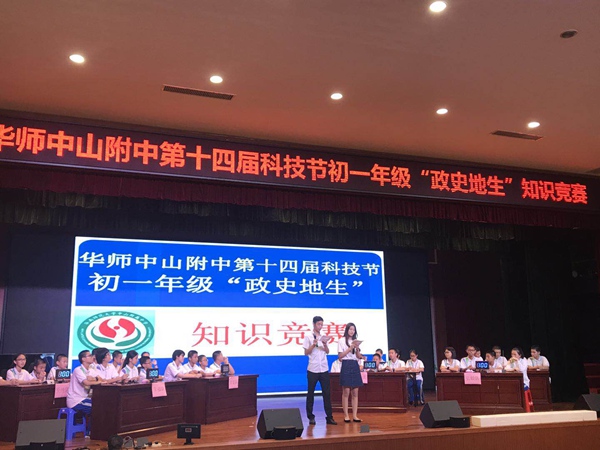 华师中山附中第十四届科技节初一年级“政史地生”知识竞赛
华师中山附中第十四届科技节
初一年级“政史地生”
知识竞赛